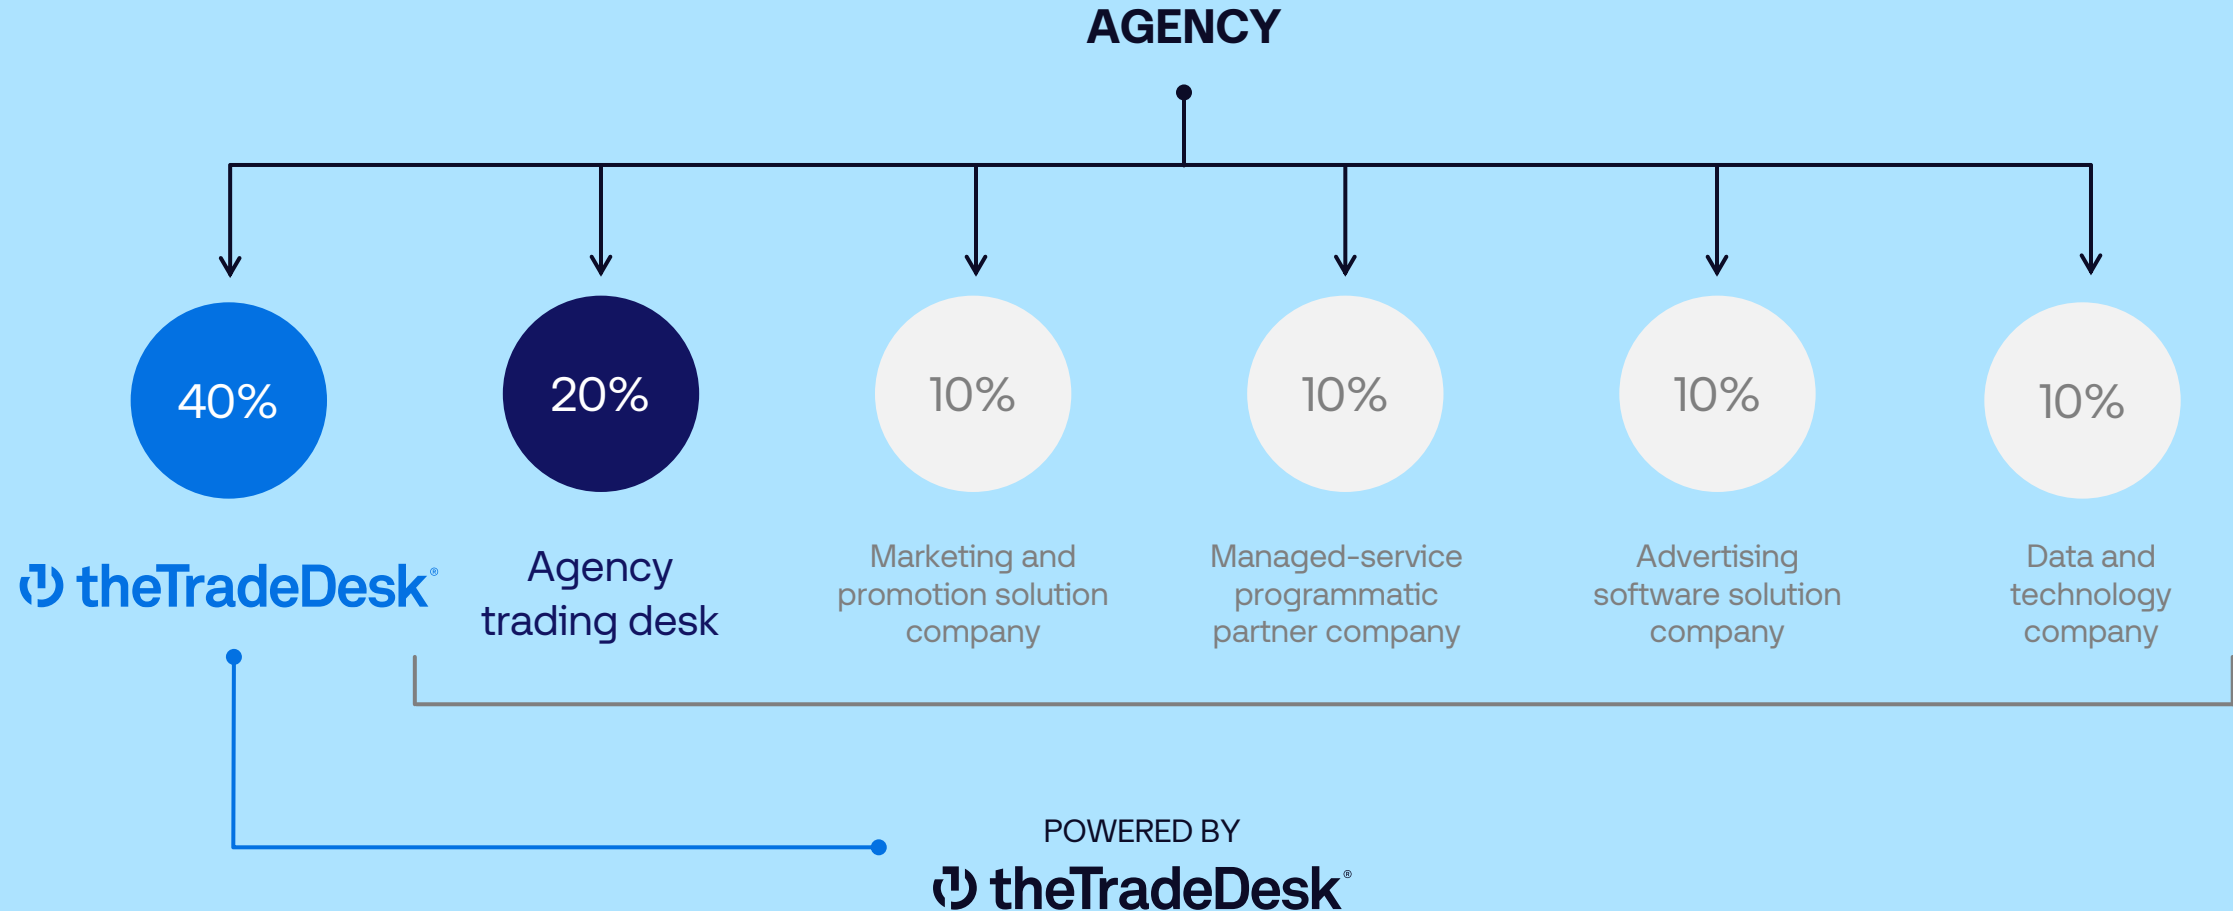 AGENCY
40%
20%
10%
10%
10%
10%
theTradeDesk®
Agency
trading desk
Marketing and
promotion solution
company
Managed-service
programmatic
partner company
Advertising
software solution
company
Data and
technology
company
POWERED BY
theTradeDesk®